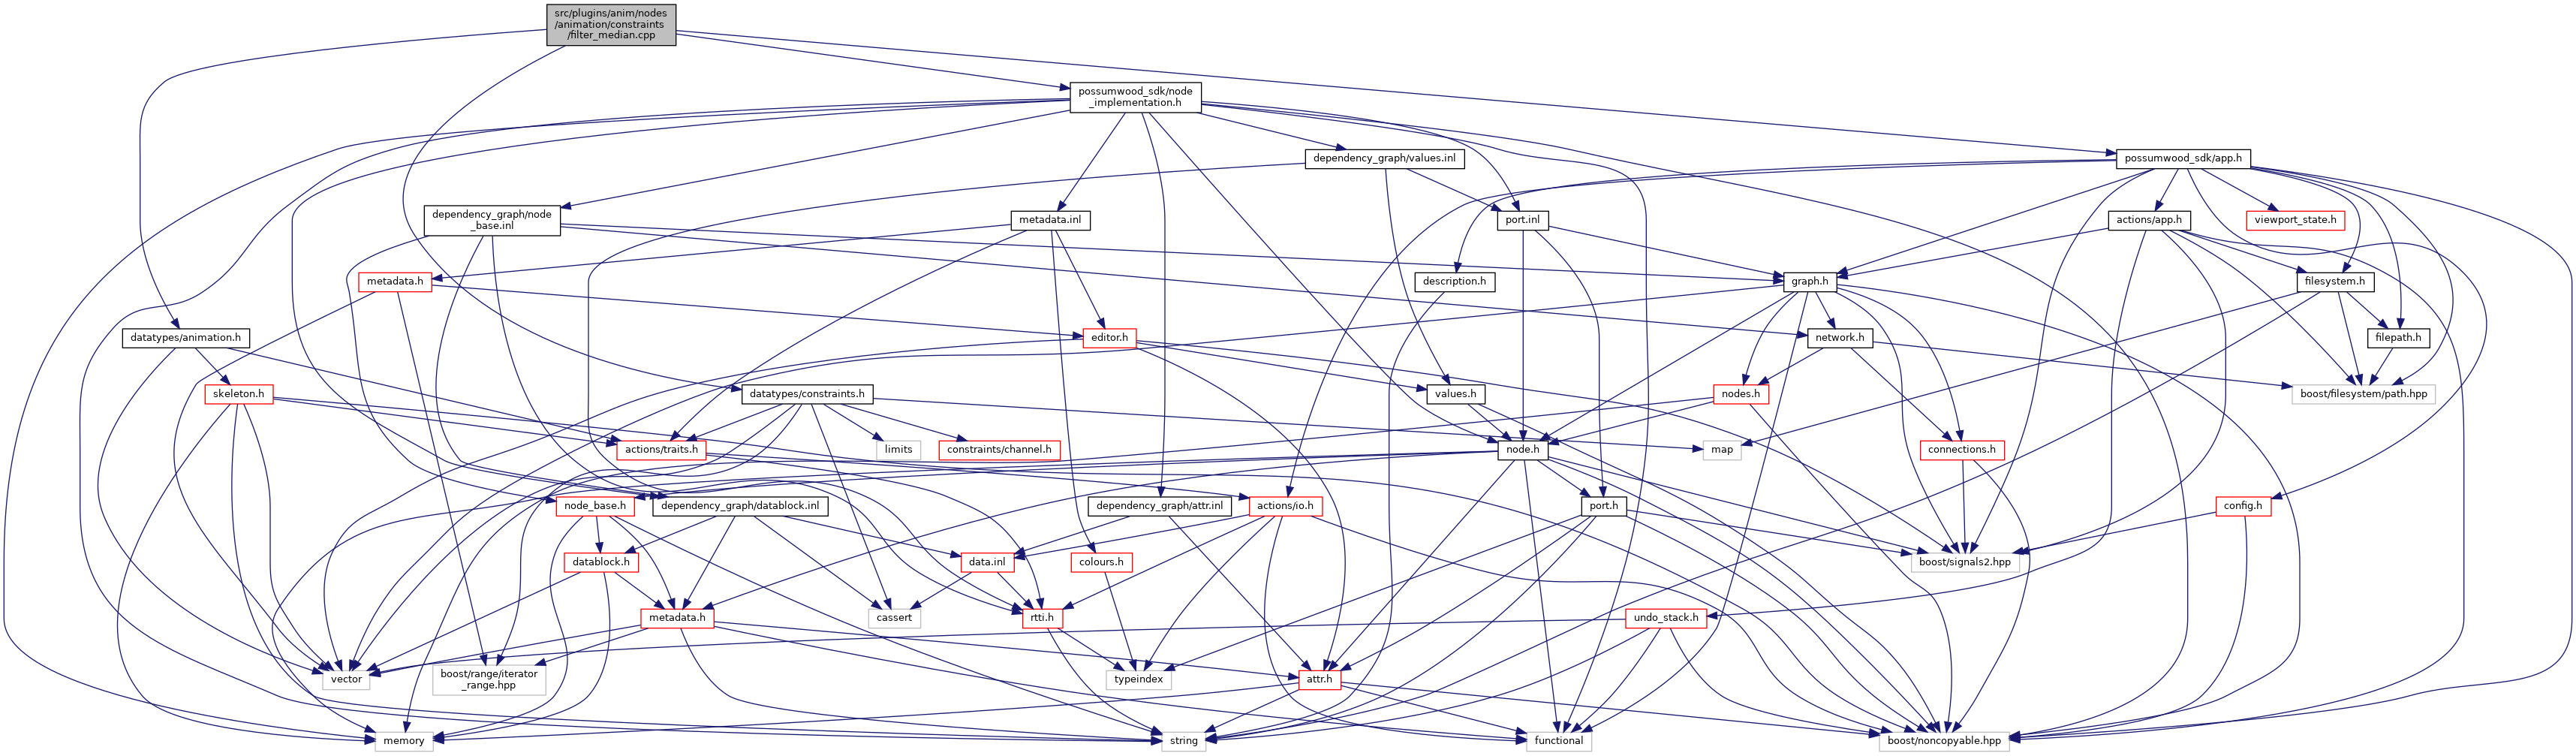 src/plugins/anim/nodes
/animation/constraints
/filter_median.cpp
possumwood_sdk/node
_implementation.h
dependency_graph/values.inl
possumwood_sdk/app.h
dependency_graph/node
_base.inl
metadata.inl
port.inl
actions/app.h
viewport_state.h
metadata.h
description.h
graph.h
filesystem.h
datatypes/animation.h
editor.h
network.h
filepath.h
skeleton.h
datatypes/constraints.h
values.h
nodes.h
boost/filesystem/path.hpp
actions/traits.h
limits
constraints/channel.h
map
node.h
connections.h
node_base.h
dependency_graph/datablock.inl
dependency_graph/attr.inl
actions/io.h
port.h
config.h
datablock.h
data.inl
colours.h
boost/signals2.hpp
metadata.h
cassert
rtti.h
undo_stack.h
vector
boost/range/iterator
_range.hpp
typeindex
attr.h
memory
string
functional
boost/noncopyable.hpp